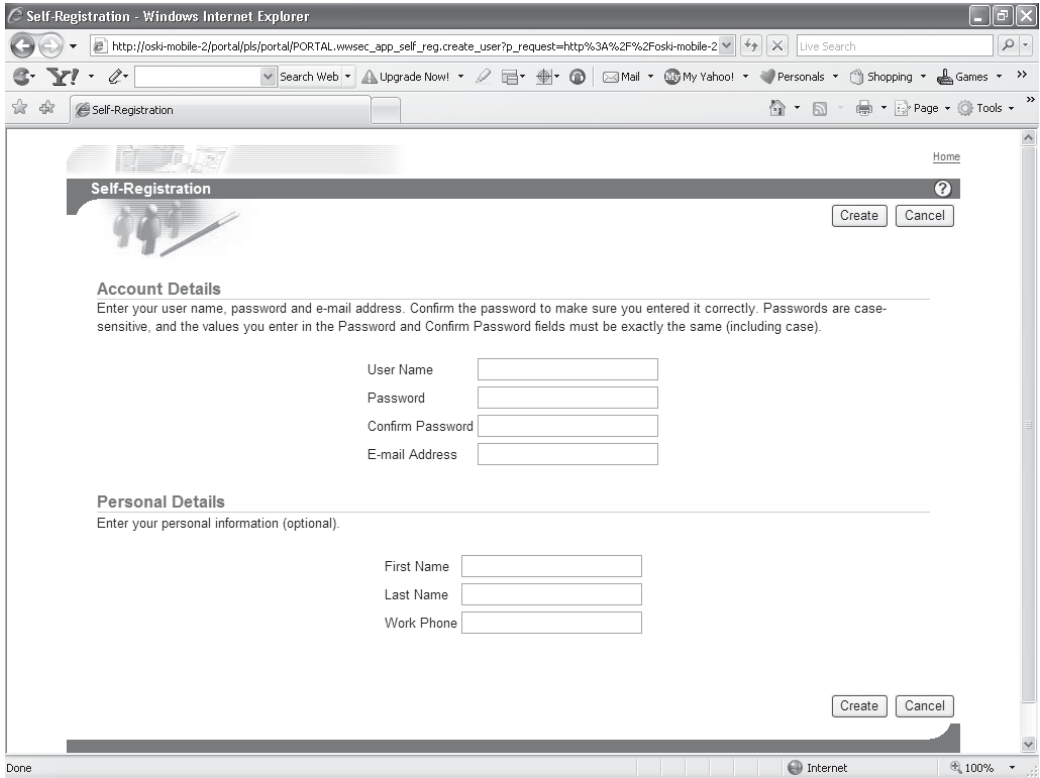 Self-Registration - Windows Internet Explorer
http://oski-mobile-2/portal/pls/portal/PORTAL.wwsec_app_self_reg.create_user?p_request=http%3A%2F%2Foski-mobile-2
Live Search
Y! Search Web Upgrade Now! Mail My Yahoo! Personals Shopping Games »
Self-Registration
Page Tools »
Home
Self-Registration
?
Create Cancel
Account Details
Enter your user name, password and e-mail address. Confirm the password to make sure you entered it correctly. Passwords are case-
sensitive, and the values you enter in the Password and Confirm Password fields must be exactly the same (including case).
User Name
Password
Confirm Password
E-mail Address
Personal Details
Enter your personal information (optional).
First Name
Last Name
Work Phone
Create Cancel
Done
Internet
100%